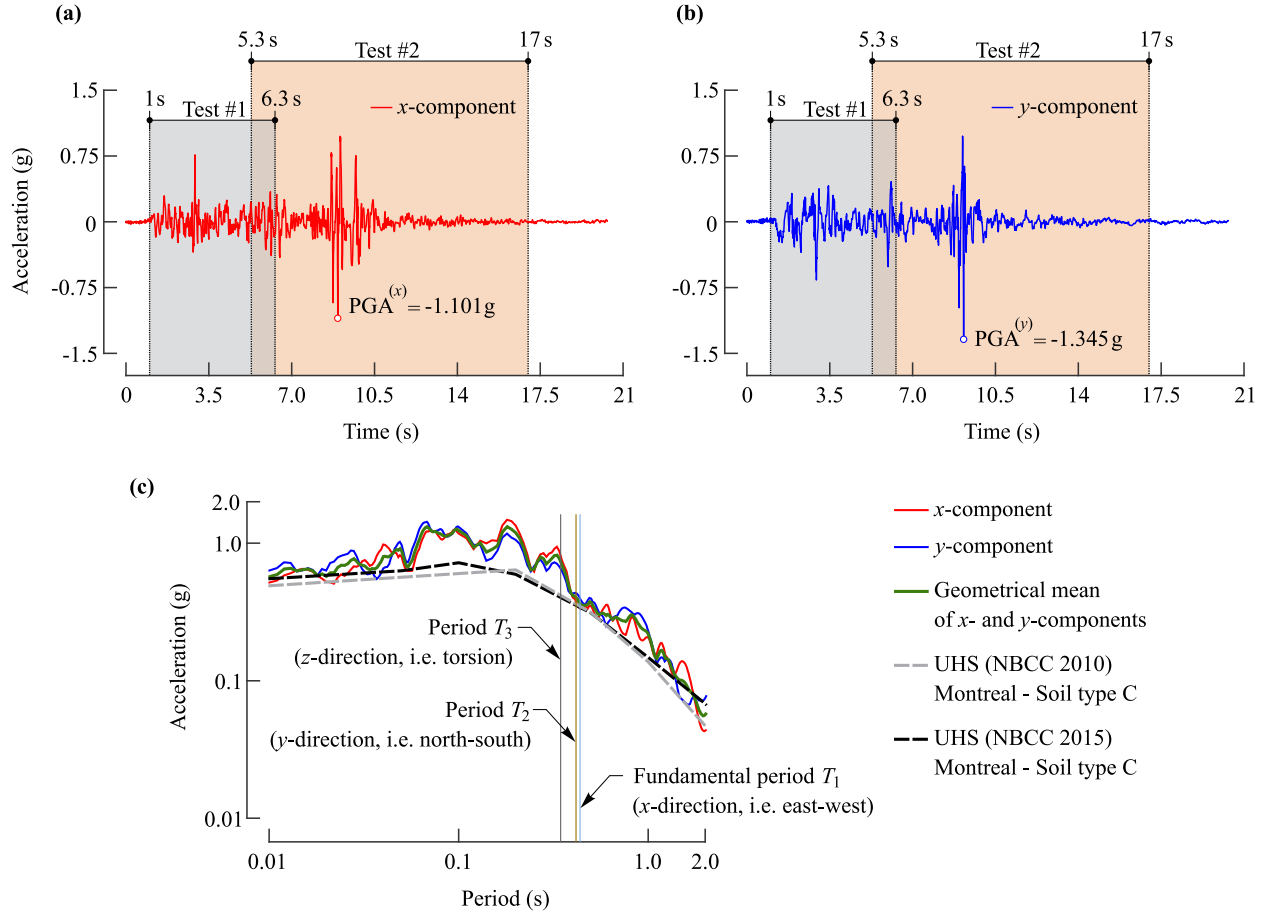 (a)
5.3 s
17 s
Test #2
1.5
1 s
6.3 s
Test #1
x-component
0.75
0
-0.75
-1.5
Acceleration (g)
PGA(x) = -1.101 g
0
3.5
7.0
10.5
14
17.5
21
Time (s)
(b)
5.3 s
17 s
Test #2
1.5
1 s
6.3 s
Test #1
y-component
0.75
0
-0.75
-1.5
PGA(y) = -1.345 g
0
3.5
7.0
10.5
14
17.5
21
Time (s)
(c)
2.0
1.0
0.1
0.01
Acceleration (g)
Period T3
(z-direction, i.e. torsion)
Period T2
(y-direction, i.e. north-south)
Fundamental period T1
(x-direction, i.e. east-west)
0.01
0.1
1.0
2.0
Period (s)
x-component
y-component
Geometrical mean
of x- and y-components
UHS (NBCC 2010)
Montreal - Soil type C
UHS (NBCC 2015)
Montreal - Soil type C